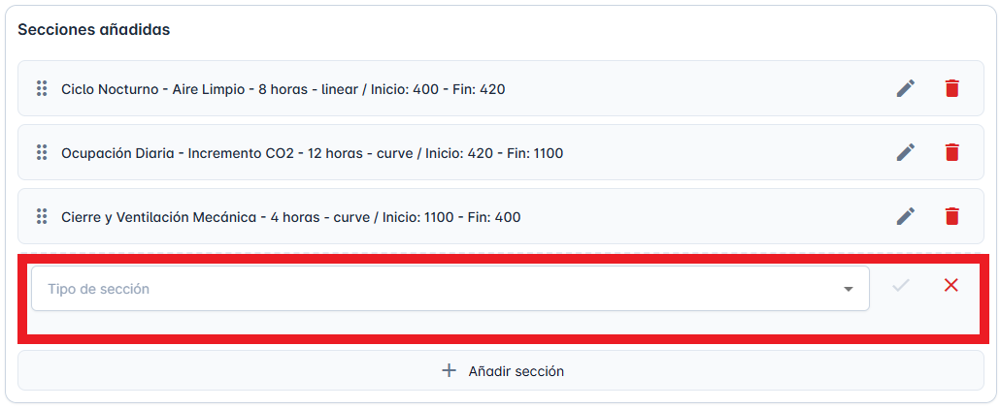 Secciones añadidas
Ciclo Nocturno - Aire Limpio - 8 horas - linear / Inicio: 400 - Fin: 420
Ocupación Diaria - Incremento CO2 - 12 horas - curve / Inicio: 420 - Fin: 1100
Cierre y Ventilación Mecánica - 4 horas - curve / Inicio: 1100 - Fin: 400
Tipo de sección
Añadir sección